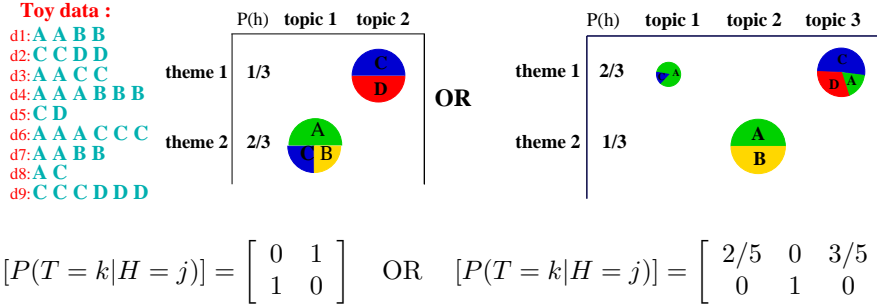 Toy data :
d1: A A B B
d2: C C D D
d3: A A C C
d4: A A A B B B
d5: C D
d6: A A A C C C
d7: A A B B
d8: A C
d9: C C C D D D
P(h) topic 1 topic 2
theme 1 1/3 C D
theme 2 2/3 A C B
OR
P(h) topic 1 topic 2 topic 3
theme 1 2/3 A C D A
theme 2 1/3 A B
[P(T = k|H = j)] = [ 0 1 ; 1 0 ] OR [P(T = k|H = j)] = [ 2/5 0 3/5 ; 0 1 0